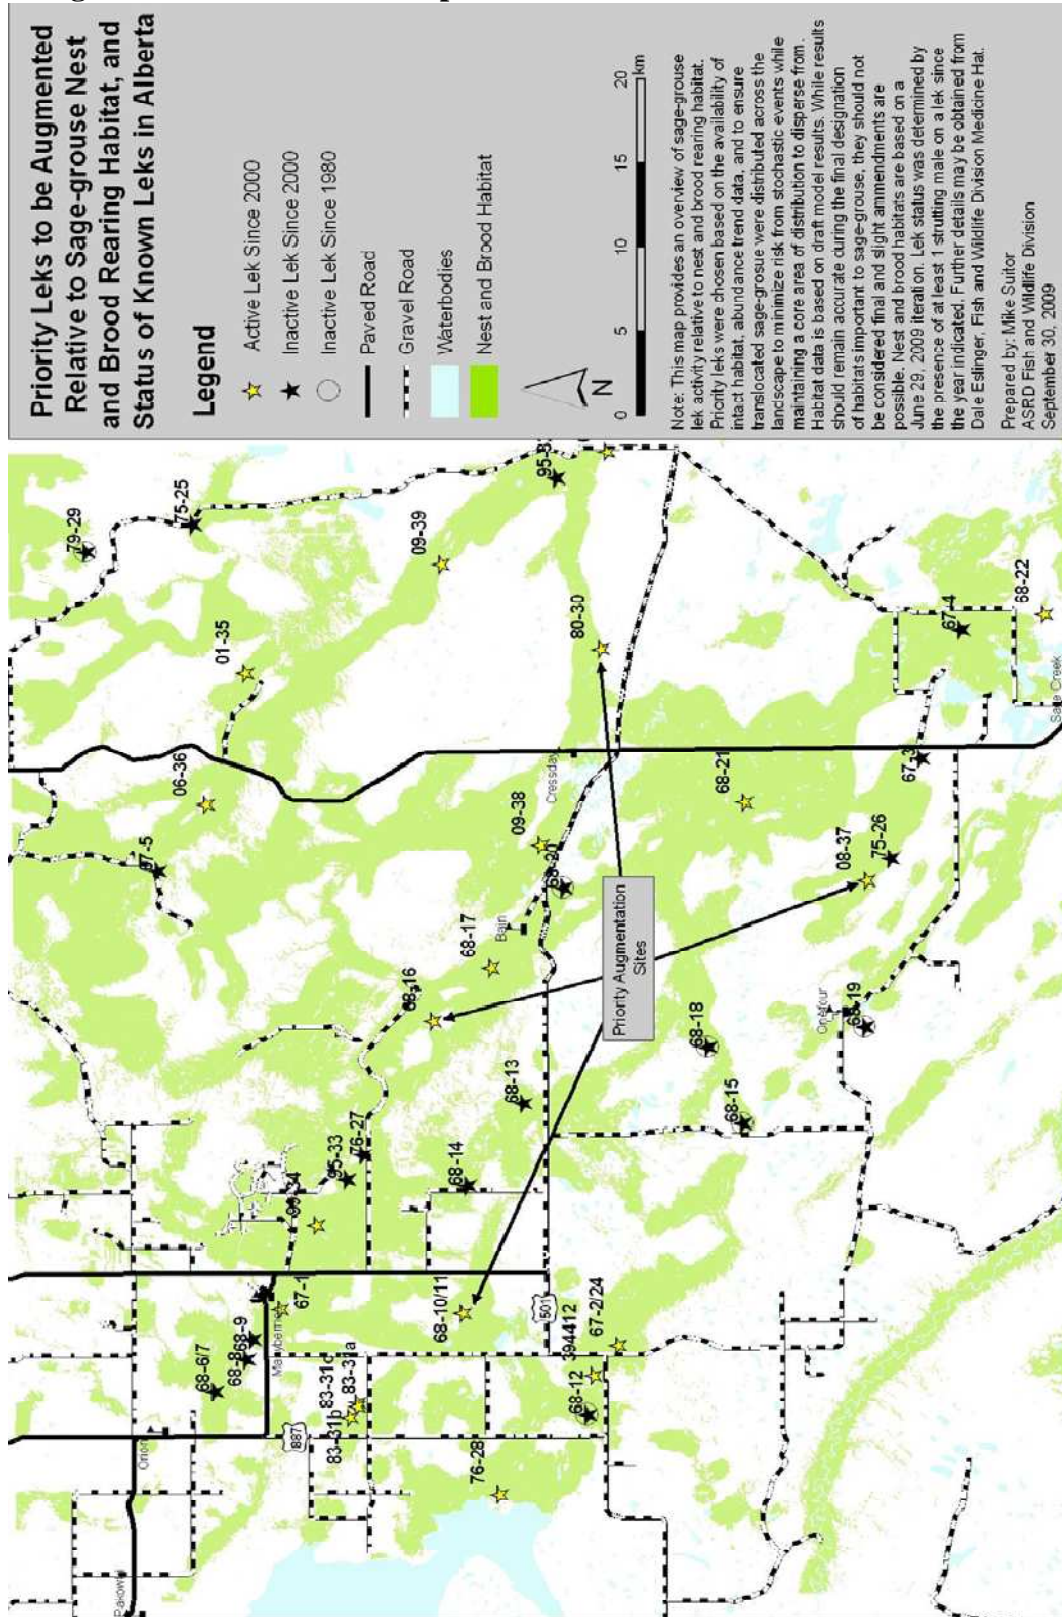 Priority Leks to be Augmented
Relative to Sage-grouse Nest
and Brood Rearing Habitat, and
Status of Known Leks in Alberta
Legend
Active Lek Since 2000
Inactive Lek Since 2000
Inactive Lek Since 1980
Paved Road
Gravel Road
Waterbodies
Nest and Brood Habitat
N
0 5 10 15 20
km
Note: This map provides an overview of sage-grouse
lek activity relative to nest and brood rearing habitat.
Priority leks were chosen based on the availability of
intact habitat, abundance trend data, and to ensure
translocated sage-grosue were distributed across the
landscape to minimize risk from stochastic events while
maintaining a core area of distribution to disperse from.
Habitat data is based on draft model results. While results
should remain accurate curing the final designation
of habitats important to sage-grouse, they should not
be considered final and slight ammendments are
possible. Nest and brood habitats are based on a
June 29, 2009 iteration. Lek status was determined by
the presence of at least 1 strutting male on a lek since
the year indicated. Further details may be obtained from
Dale Eslinger, Fish and Wildlife Division Medicine Hat.
Prepared by: Mike Suitor
ASRD Fish and Wildlife Division
September 30, 2009
79-29
75-25
01-35
06-36
97-5
09-39
80-30
09-38
Cressday
68-20
68-17
Bain
68-16
68-13
76-27
95-33
68-14
67-1
Manyberries
68-9
68-8
68-6/7
Orion
Pakowki
887
83-31c
83-31a
83-31b
68-10/11
76-28
501
394412
67-2/24
68-12
Priority Augmentation
Sites
68-21
68-18
68-15
08-37
75-26
67-3
67-4
68-22
Sage Creek
Onefour
68-19